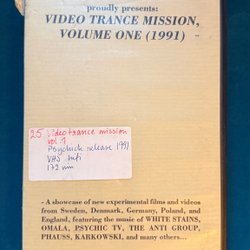 proudly presents:
VIDEO TRANCE MISSION,
VOLUME ONE (1991)
25 Video trance mission
vol. 1
Psychick release 1991
VHS
172 min
- A showcase of new experimental films and videos
from Sweden, Denmark, Germany, Poland, and
England, featuring the music of WHITE STAINS,
OMALA, PSYCHIC TV, THE ANTI GROUP,
PHAUSS, KARKOWSKI, and many others...